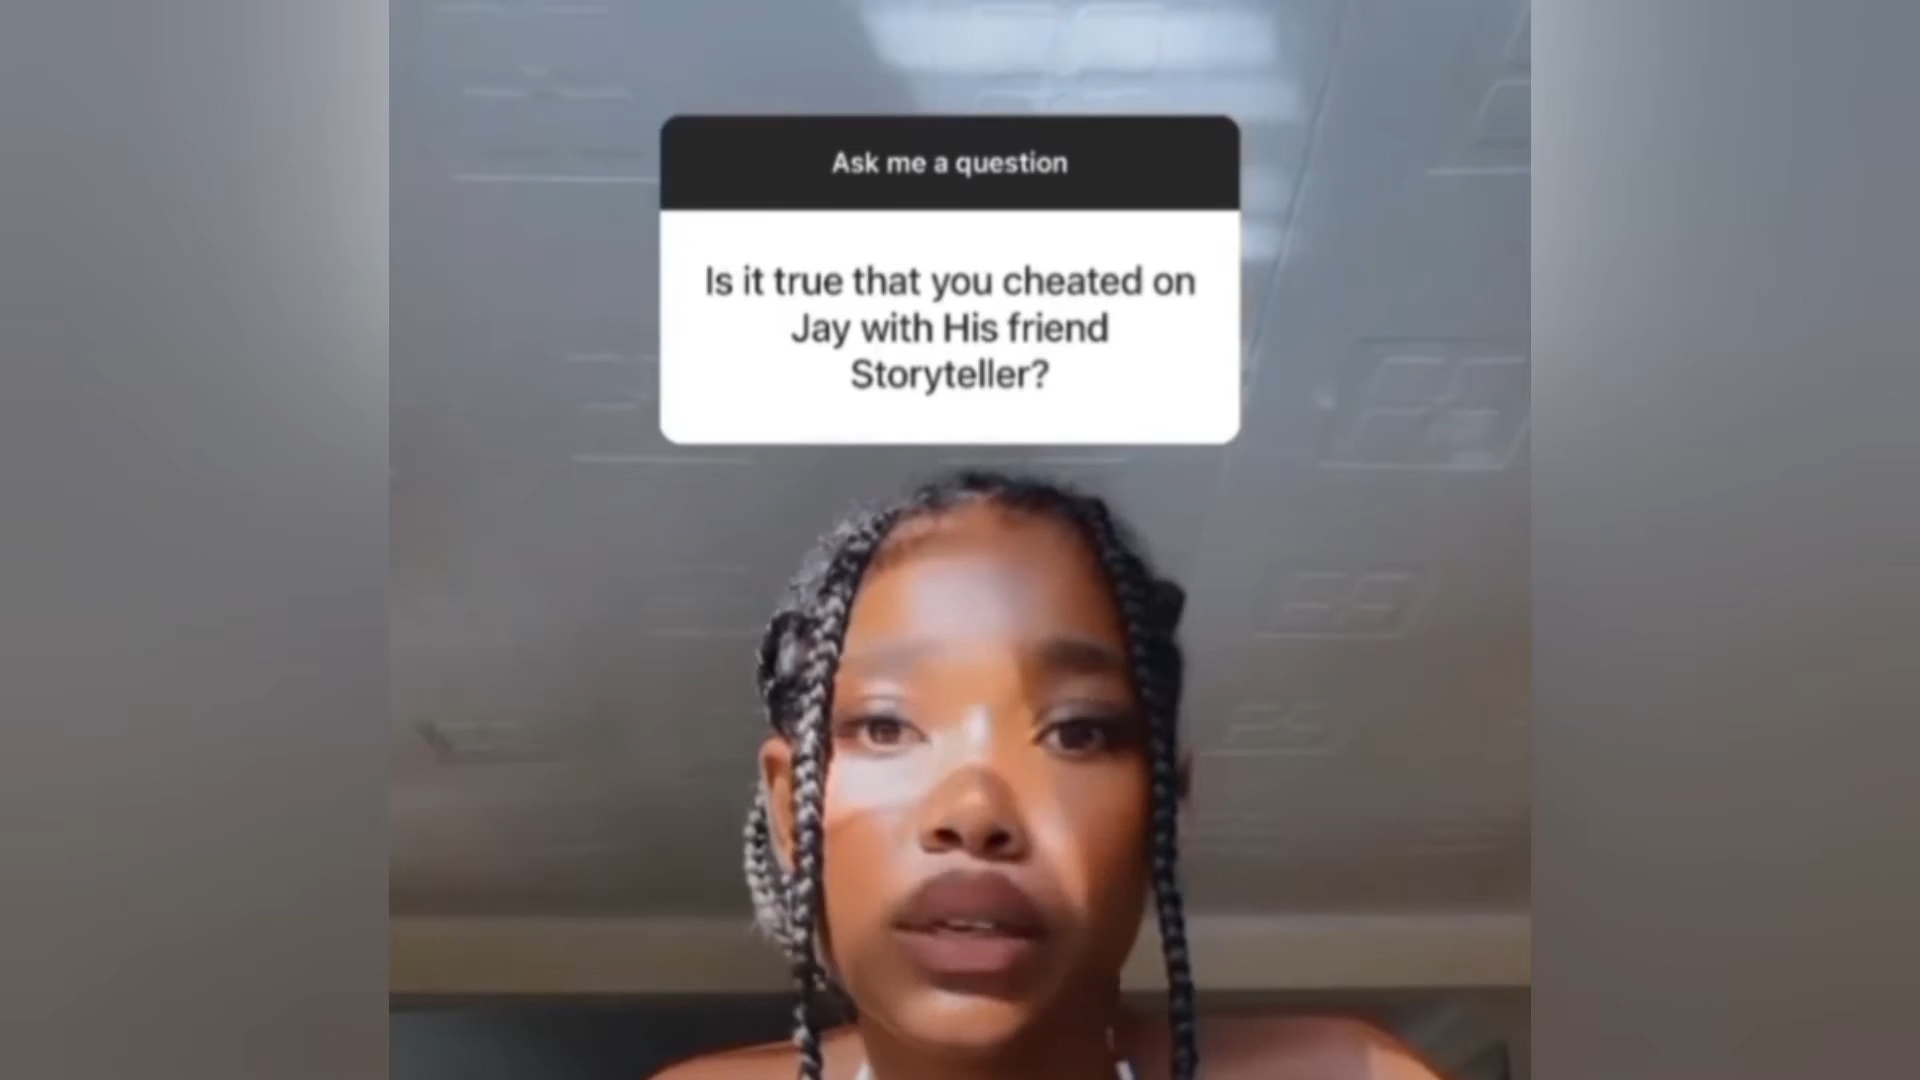 Ask me a question
Is it true that you cheated on
Jay with His friend
Storyteller?